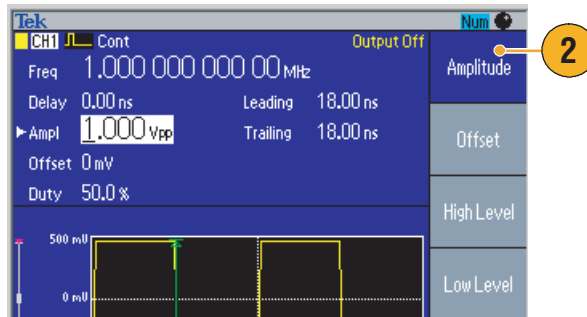 Tek
Num
CH1 Cont Output Off
Freq 1.000 000 000 00 MHz
Delay 0.00 ns Leading 18.00 ns
Ampl 1.000 Vpp Trailing 18.00 ns
Offset 0 mV
Duty 50.0 %
500 mV
0 mV
Amplitude
Offset
High Level
Low Level
2